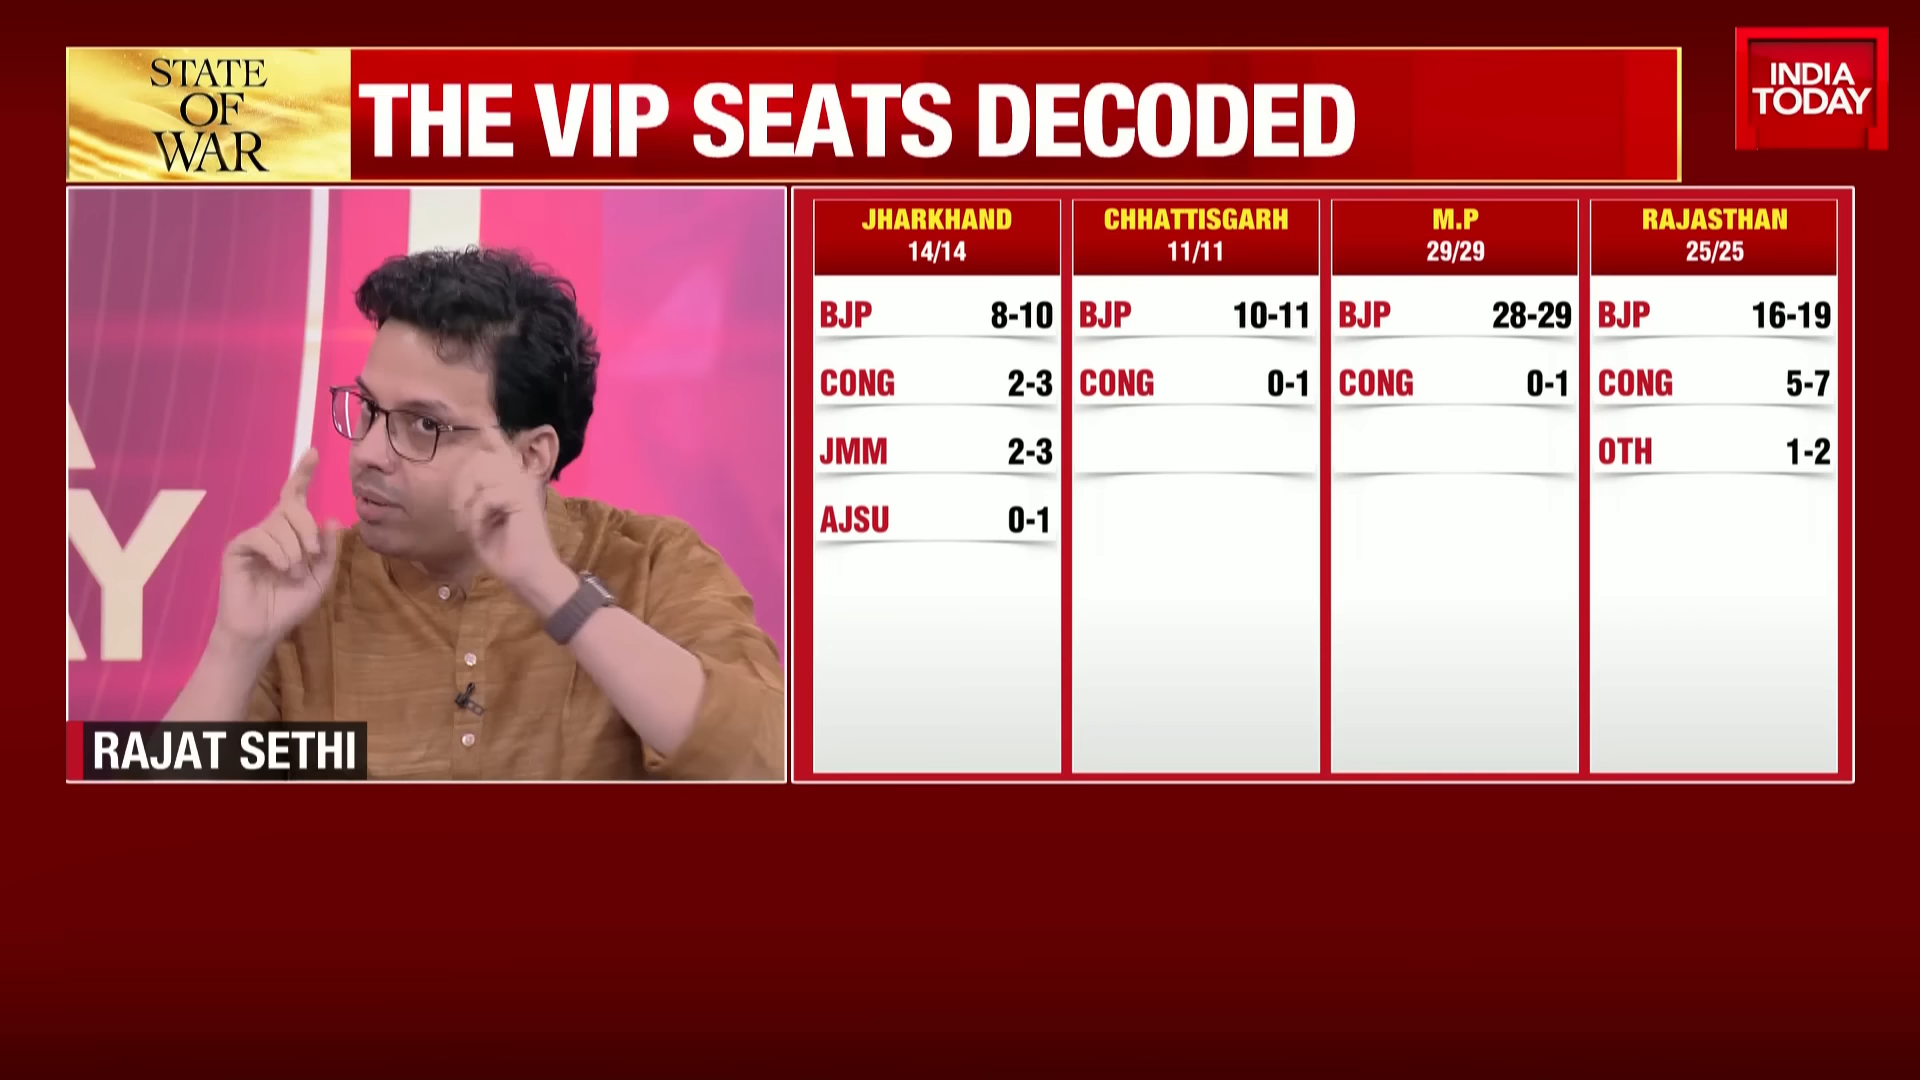 STATE
OF
WAR
THE VIP SEATS DECODED
INDIA
TODAY
A
AY
RAJAT SETHI
JHARKHAND
14/14
BJP 8-10
CONG 2-3
JMM 2-3
AJSU 0-1
CHHATTISGARH
11/11
BJP 10-11
CONG 0-1
M.P
29/29
BJP 28-29
CONG 0-1
RAJASTHAN
25/25
BJP 16-19
CONG 5-7
OTH 1-2